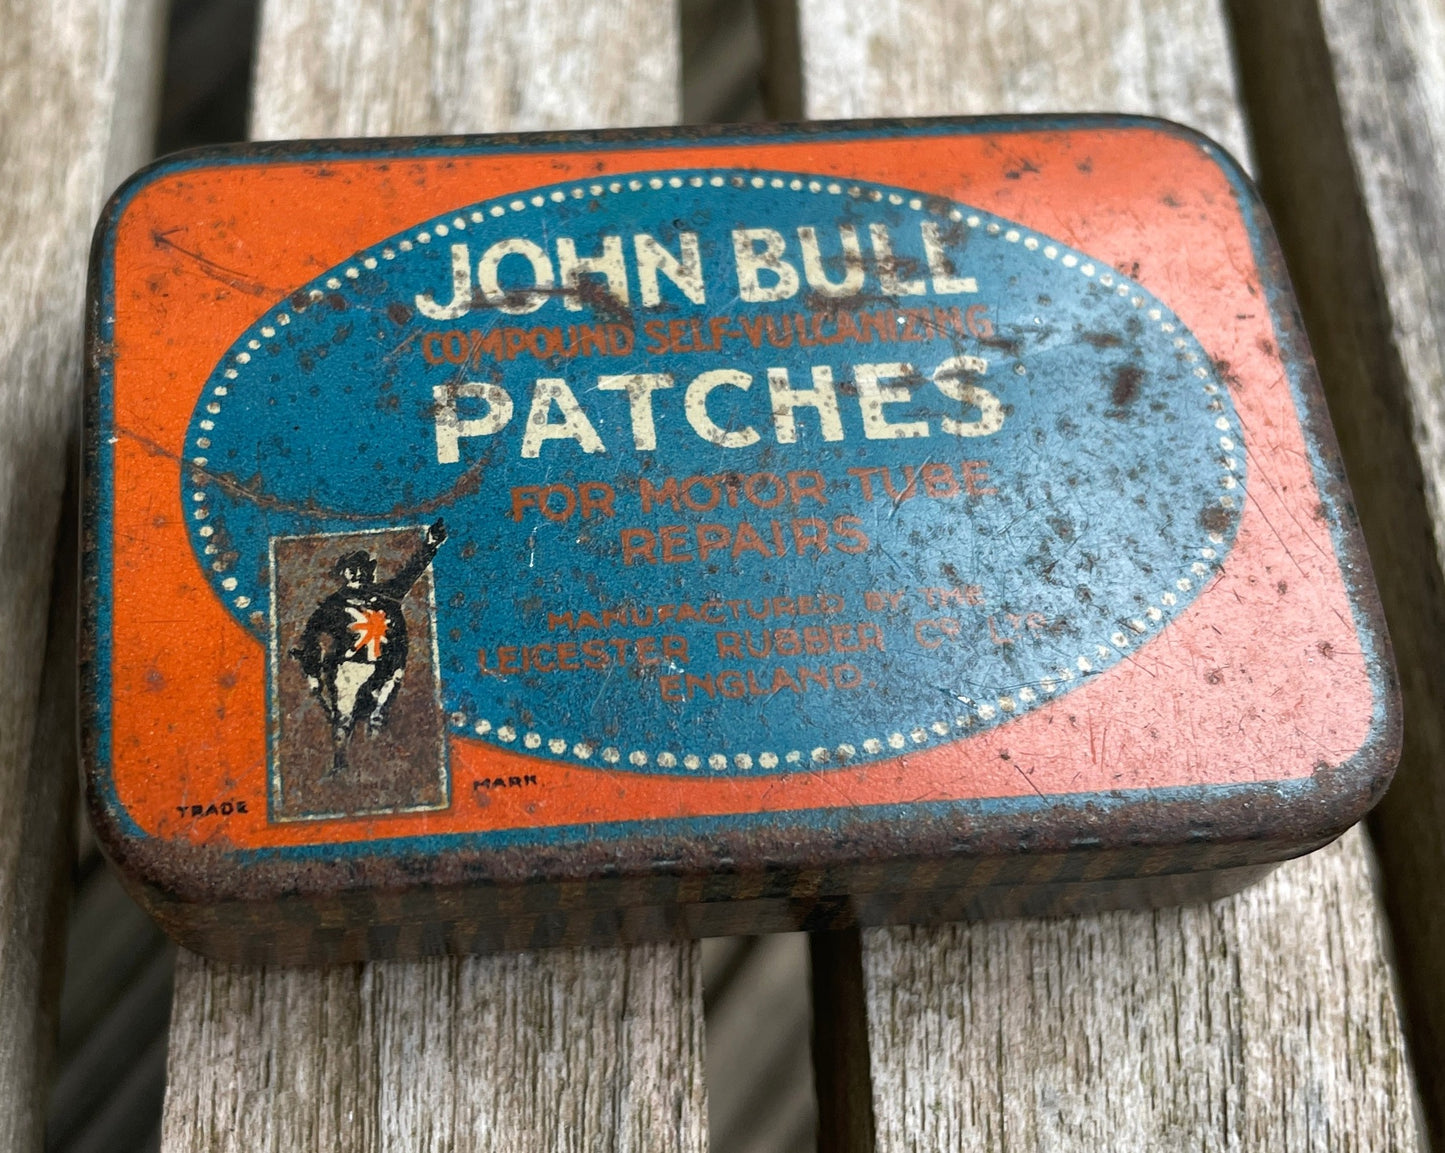 JOHN BULL
COMPOUND SELF-VULCANIZING
PATCHES
FOR MOTOR TUBE
REPAIRS
MANUFACTURED BY THE
LEICESTER RUBBER Co LTD
ENGLAND.
TRADE MARK